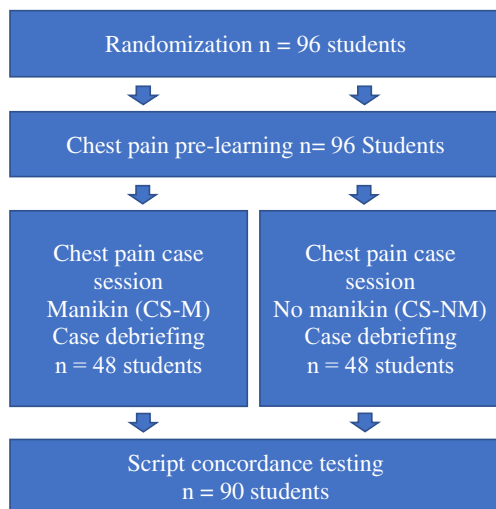 Randomization n = 96 students
Chest pain pre-learning n= 96 Students
Chest pain case
session
Manikin (CS-M)
Case debriefing
n = 48 students
Chest pain case
session
No manikin (CS-NM)
Case debriefing
n = 48 students
Script concordance testing
n = 90 students